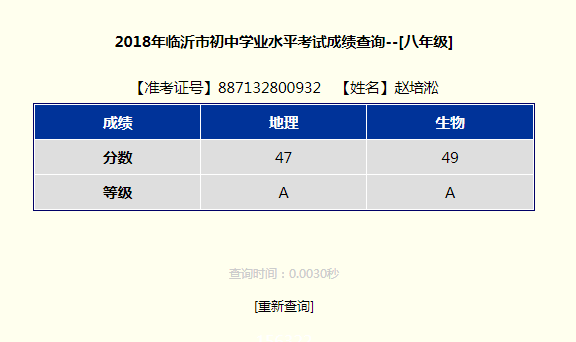 2018年临沂市初中学业水平考试成绩查询--[八年级]
【准考证号】887132800932 【姓名】赵培淞
成绩 地理 生物
分数 47 49
等级 A A
查询时间：0.0030秒
[重新查询]